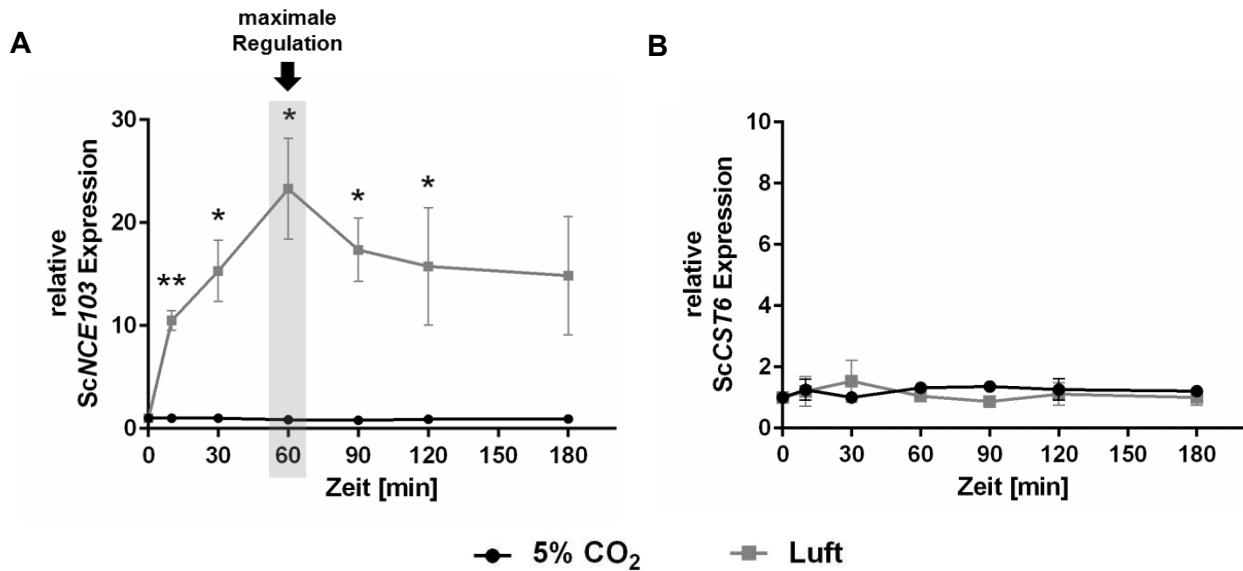 maximale
Regulation
A
B
relative
ScNCE103 Expression
30
20
10
0
**
*
*
*
*
0 30 60 90 120 150 180
Zeit [min]
relative
ScCST6 Expression
10
8
6
4
2
0
0 30 60 90 120 150 180
Zeit [min]
5% CO₂
Luft